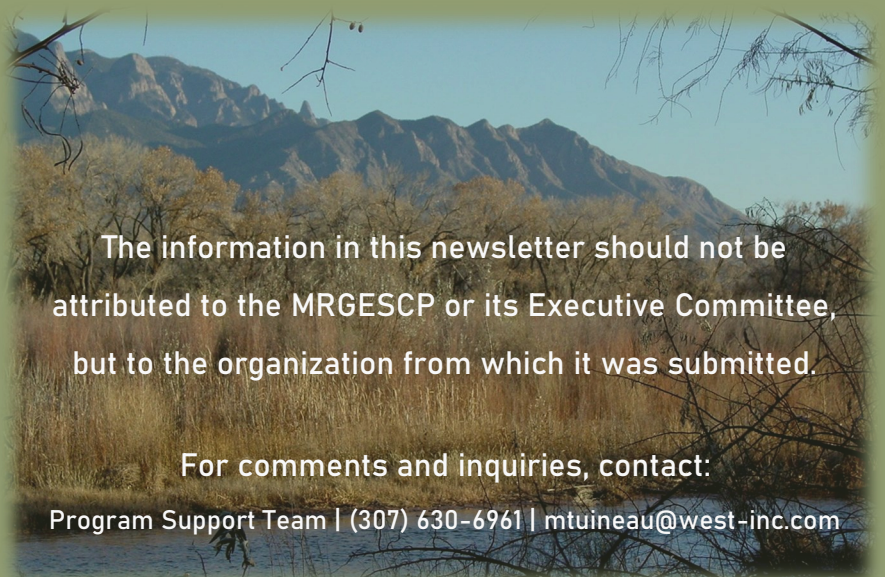 The information in this newsletter should not be
attributed to the MRGESCP or its Executive Committee,
but to the organization from which it was submitted.
For comments and inquiries, contact:
Program Support Team | (307) 630-6961 | mtuineau@west-inc.com